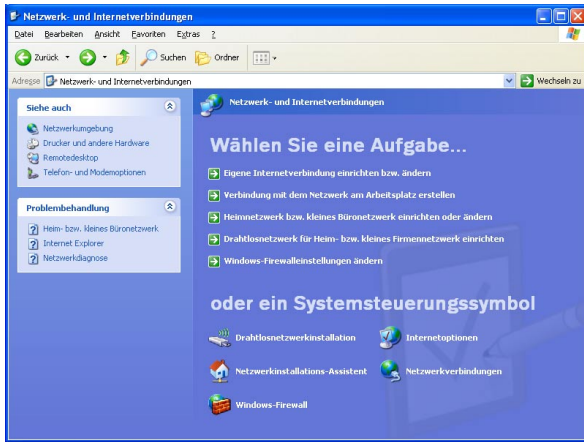 Netzwerk- und Internetverbindungen
Datei Bearbeiten Ansicht Favoriten Extras ?
Zurück Suchen Ordner
Adresse Netzwerk- und Internetverbindungen Wechseln zu
Siehe auch
Netzwerkumgebung
Drucker und andere Hardware
Remotedesktop
Telefon- und Modemoptionen
Problembehandlung
Heim- bzw. kleines Büronetzwerk
Internet Explorer
Netzwerkdiagnose
Netzwerk- und Internetverbindungen
Wählen Sie eine Aufgabe...
Eigene Internetverbindung einrichten bzw. ändern
Verbindung mit dem Netzwerk am Arbeitsplatz erstellen
Heimnetzwerk bzw. kleines Büronetzwerk einrichten oder ändern
Drahtlosnetzwerk für Heim- bzw. kleines Firmennetzwerk einrichten
Windows-Firewalleinstellungen ändern
oder ein Systemsteuerungssymbol
Drahtlosnetzwerkinstallation Internetoptionen
Netzwerkinstallations-Assistent Netzwerkverbindungen
Windows-Firewall